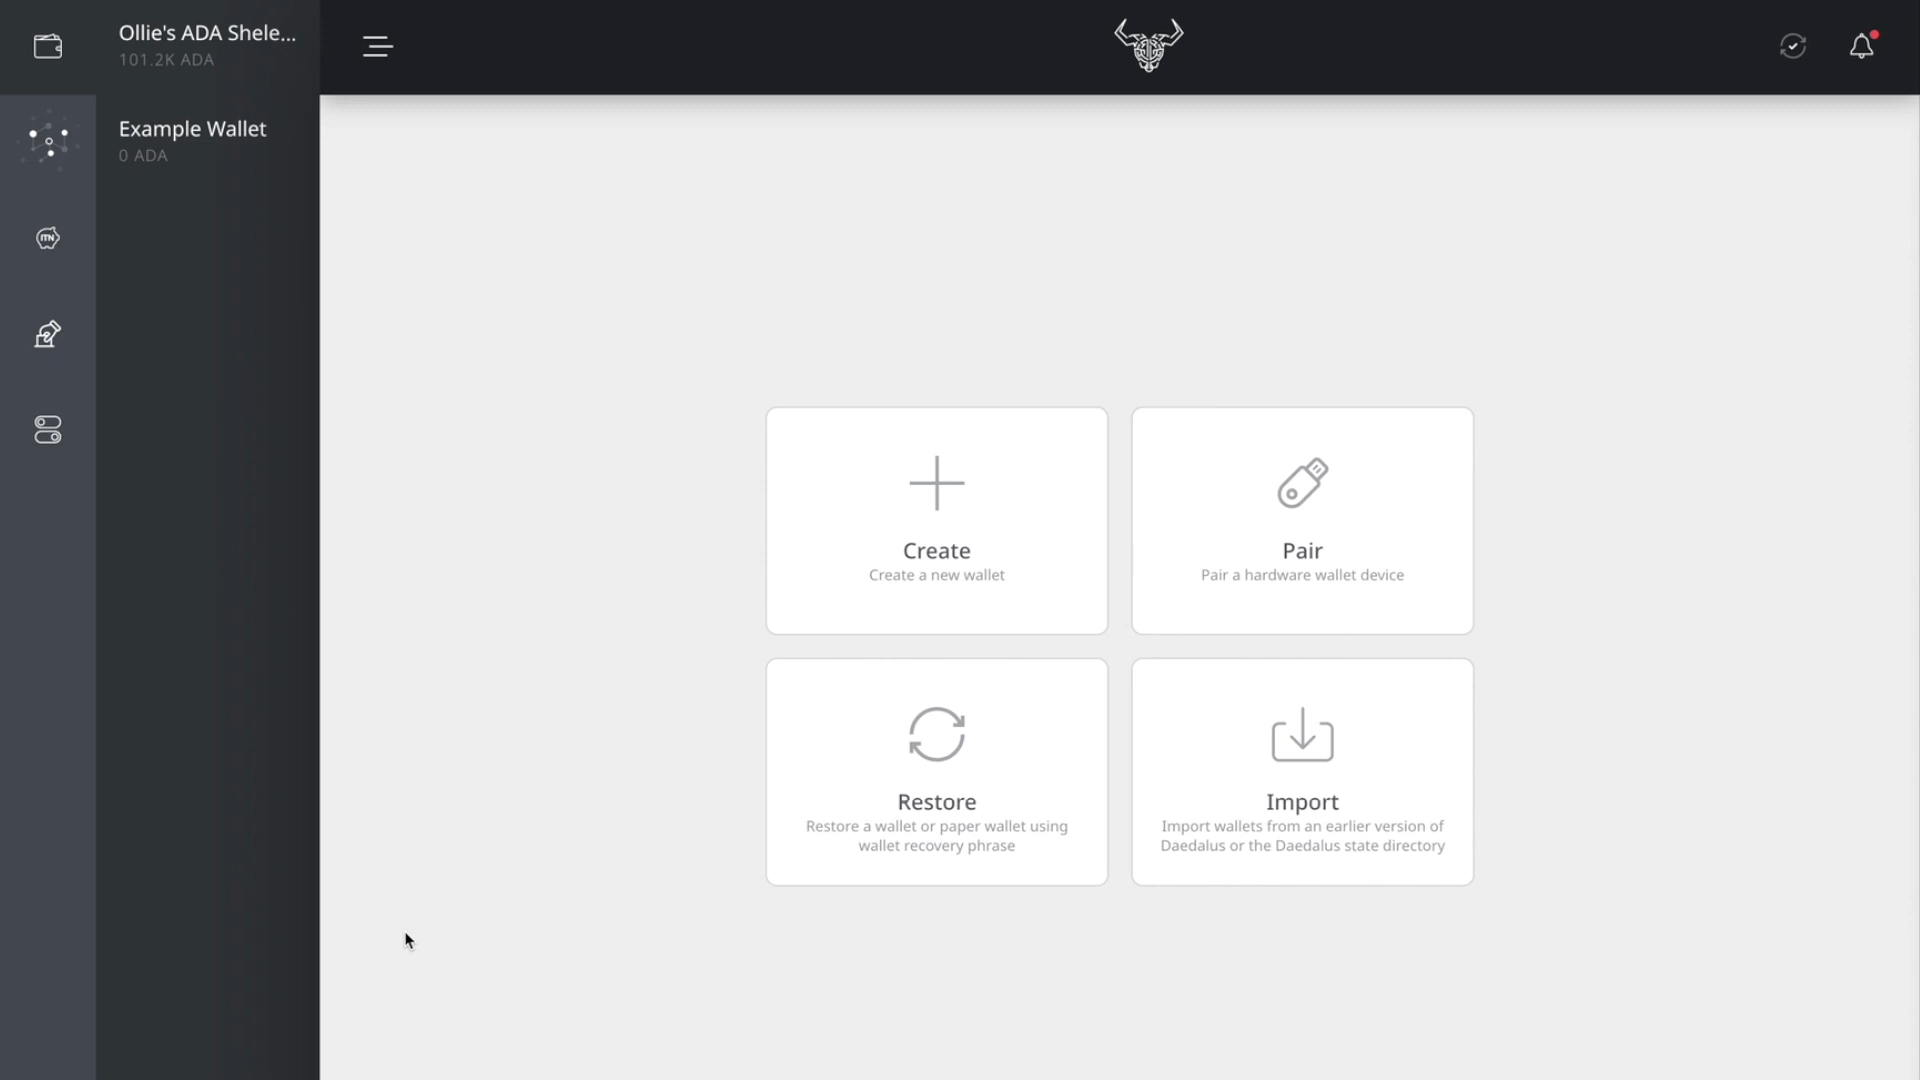 Ollie's ADA Shele...
101.2K ADA
Example Wallet
0 ADA
ITN
Create
Create a new wallet
Pair
Pair a hardware wallet device
Restore
Restore a wallet or paper wallet using
wallet recovery phrase
Import
Import wallets from an earlier version of
Daedalus or the Daedalus state directory